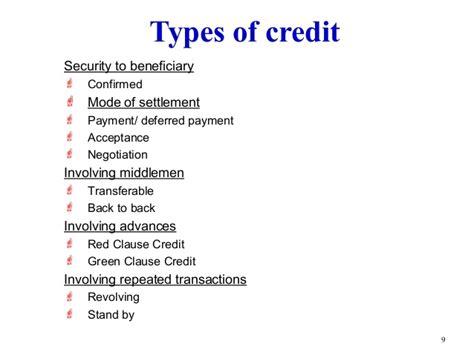 Types of credit
Security to beneficiary
Confirmed
Mode of settlement
Payment/ deferred payment
Acceptance
Negotiation
Involving middlemen
Transferable
Back to back
Involving advances
Red Clause Credit
Green Clause Credit
Involving repeated transactions
Revolving
Stand by
9